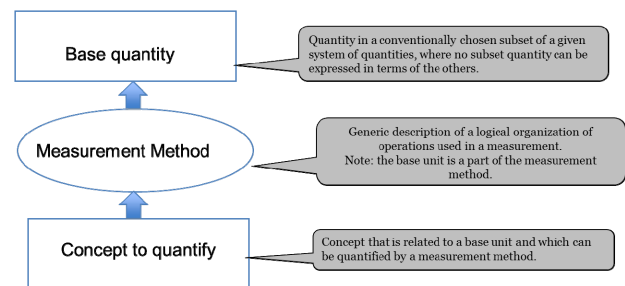 Base quantity
Quantity in a conventionally chosen subset of a given
system of quantities, where no subset quantity can be
expressed in terms of the others.
Measurement Method
Generic description of a logical organization of
operations used in a measurement.
Note: the base unit is a part of the measurement
method.
Concept to quantify
Concept that is related to a base unit and which can
be quantified by a measurement method.